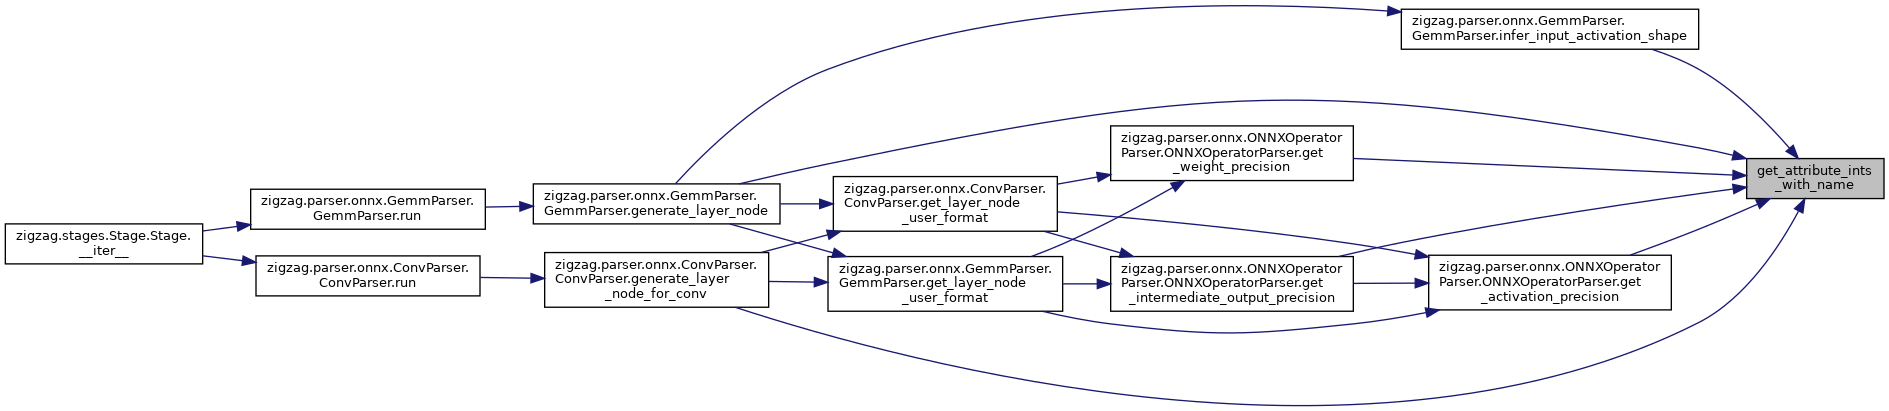 zigzag.parser.onnx.GemmParser.
GemmParser.infer_input_activation_shape
zigzag.parser.onnx.ONNXOperator
Parser.ONNXOperatorParser.get
_weight_precision
get_attribute_ints
_with_name
zigzag.parser.onnx.GemmParser.
GemmParser.run
zigzag.parser.onnx.GemmParser.
GemmParser.generate_layer_node
zigzag.parser.onnx.ConvParser.
ConvParser.get_layer_node
_user_format
zigzag.stages.Stage.Stage.
__iter__
zigzag.parser.onnx.ConvParser.
ConvParser.run
zigzag.parser.onnx.ConvParser.
ConvParser.generate_layer
_node_for_conv
zigzag.parser.onnx.GemmParser.
GemmParser.get_layer_node
_user_format
zigzag.parser.onnx.ONNXOperator
Parser.ONNXOperatorParser.get
_intermediate_output_precision
zigzag.parser.onnx.ONNXOperator
Parser.ONNXOperatorParser.get
_activation_precision